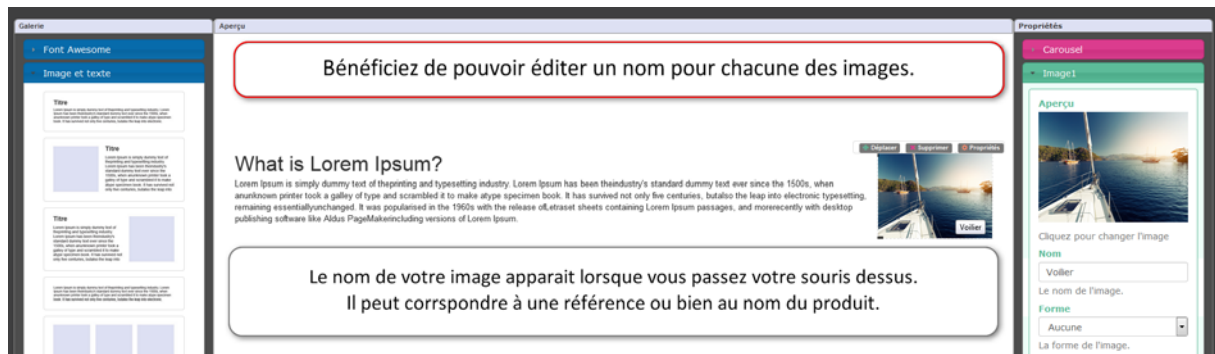 Galerie
Aperçu
Propriétés
Font Awesome
Image et texte
Titre
Titre
Titre
Bénéficiez de pouvoir éditer un nom pour chacune des images.
Déplacer
Supprimer
Propriétés
What is Lorem Ipsum?
Lorem Ipsum is simply dummy text of theprinting and typesetting industry. Lorem Ipsum has been theindustry's standard dummy text ever since the 1500s, when
anunknown printer took a galley of type and scrambled it to make atype specimen book. It has survived not only five centuries, butalso the leap into electronic typesetting,
remaining essentiallyunchanged. It was popularised in the 1960s with the release ofLetraset sheets containing Lorem Ipsum passages, and morerecently with desktop
publishing software like Aldus PageMakerincluding versions of Lorem Ipsum.
Voilier
Le nom de votre image apparait lorsque vous passez votre souris dessus.
Il peut corrspondre à une référence ou bien au nom du produit.
Carousel
Image1
Aperçu
Cliquez pour changer l'image
Nom
Voilier
Le nom de l'image.
Forme
Aucune
La forme de l'image.